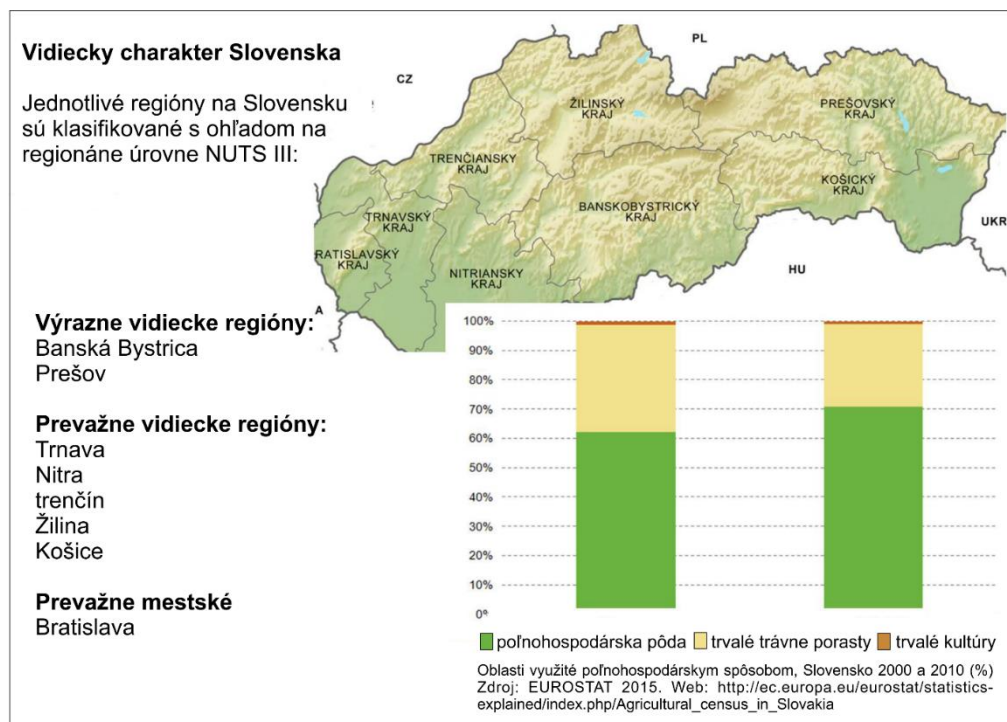 Vidiecky charakter Slovenska
Jednotlivé regióny na Slovensku
sú klasifikované s ohľadom na
regionáne úrovne NUTS III:
CZ
PL
ŽILINSKÝ
KRAJ
PREŠOVSKÝ
KRAJ
TRENČIANSKY
KRAJ
KOŠICKÝ
KRAJ
BANSKOBYSTRICKÝ
KRAJ
TRNAVSKÝ
KRAJ
UKR
RATISLAVSKÝ
KRAJ
NITRIANSKY
KRAJ
HU
A
Výrazne vidiecke regióny:
Banská Bystrica
Prešov
Prevažne vidiecke regióny:
Trnava
Nitra
trenčín
Žilina
Košice
Prevažne mestské
Bratislava
100%
90%
80%
70%
60%
50%
40%
30%
20%
10%
0%
poľnohospodárska pôda trvalé trávne porasty trvalé kultúry
Oblasti využité poľnohospodárskym spôsobom, Slovensko 2000 a 2010 (%)
Zdroj: EUROSTAT 2015. Web: http://ec.europa.eu/eurostat/statistics-
explained/index.php/Agricultural_census_in_Slovakia